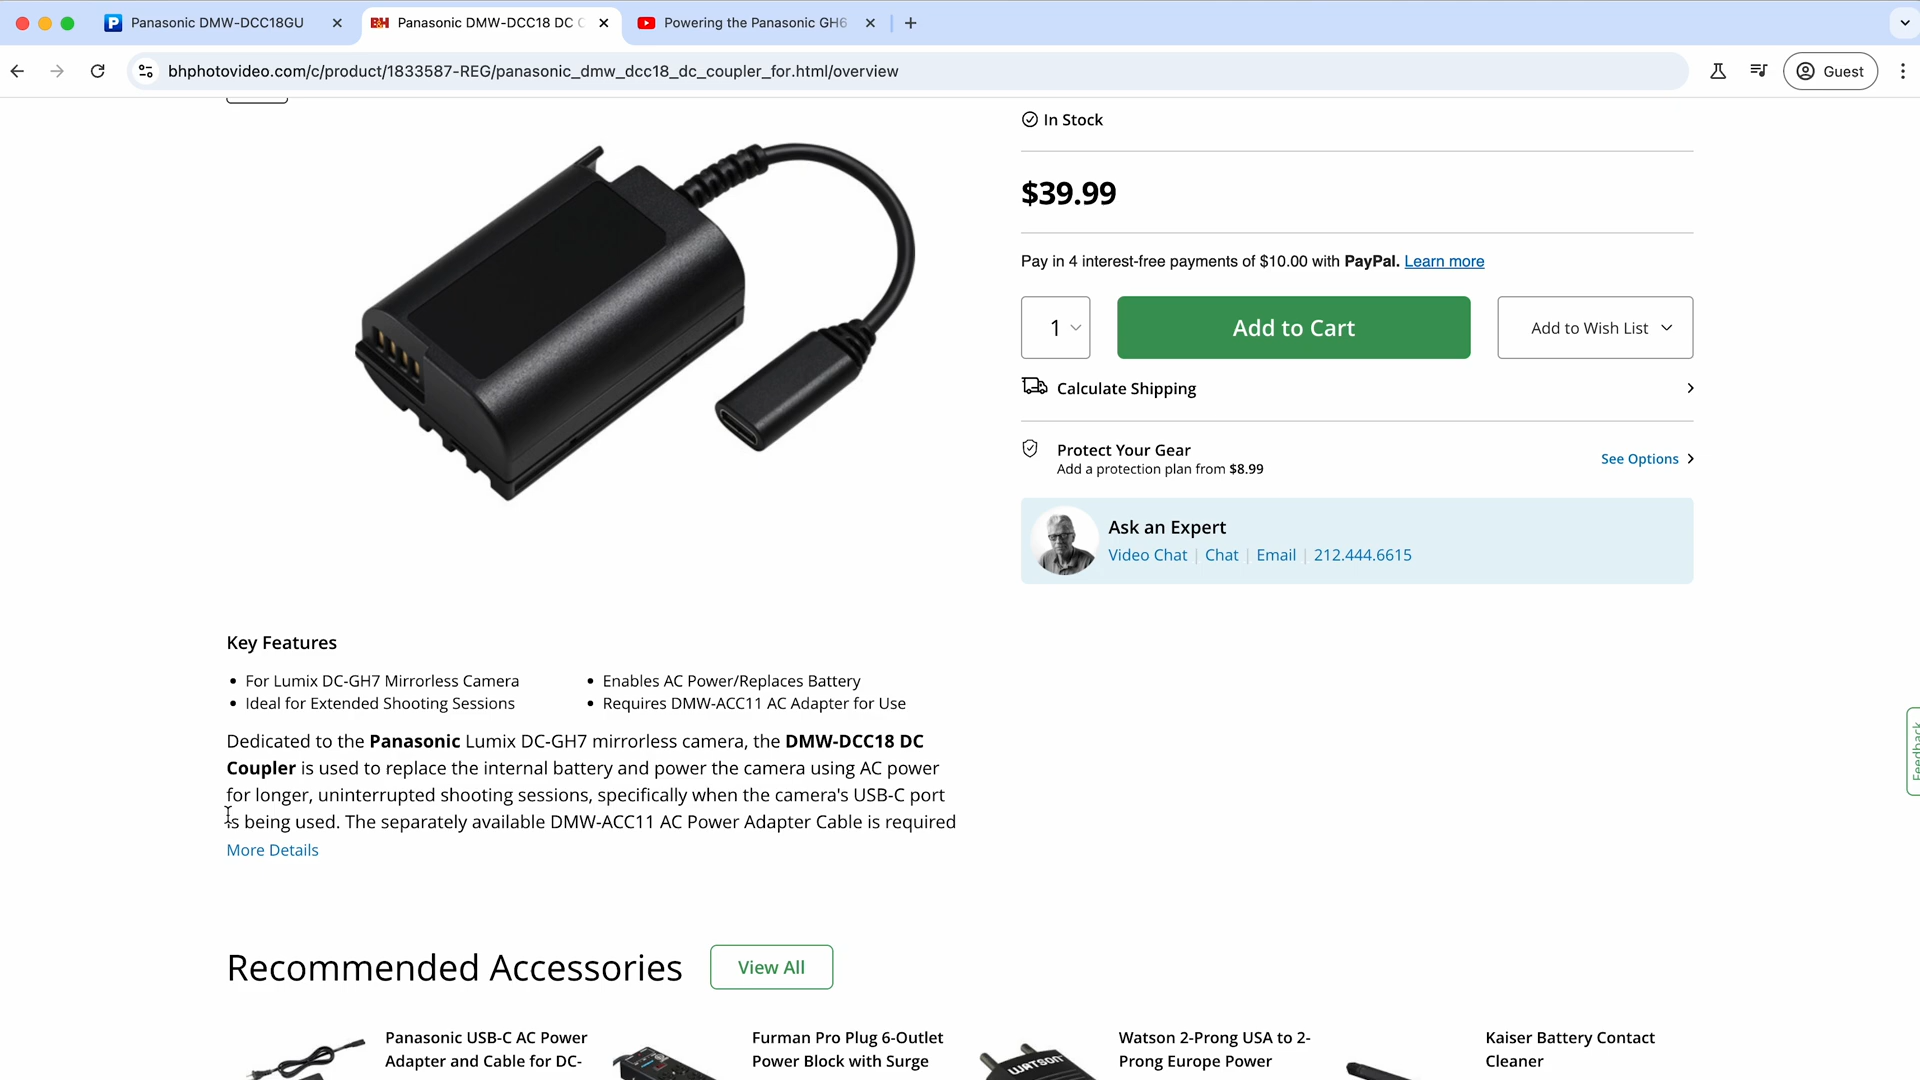 Panasonic DMW-DCC18GU
Panasonic DMW-DCC18 DC C
Powering the Panasonic GH6
bhphotovideo.com/c/product/1833587-REG/panasonic_dmw_dcc18_dc_coupler_for.html/overview
Guest
In Stock
$39.99
Pay in 4 interest-free payments of $10.00 with PayPal. Learn more
1
Add to Cart
Add to Wish List
Calculate Shipping
Protect Your Gear
Add a protection plan from $8.99
See Options
Ask an Expert
Video Chat | Chat | Email | 212.444.6615
Key Features
• For Lumix DC-GH7 Mirrorless Camera
• Ideal for Extended Shooting Sessions
• Enables AC Power/Replaces Battery
• Requires DMW-ACC11 AC Adapter for Use
Dedicated to the Panasonic Lumix DC-GH7 mirrorless camera, the DMW-DCC18 DC
Coupler is used to replace the internal battery and power the camera using AC power
for longer, uninterrupted shooting sessions, specifically when the camera's USB-C port
is being used. The separately available DMW-ACC11 AC Power Adapter Cable is required
More Details
Feedback
Recommended Accessories
View All
Panasonic USB-C AC Power
Adapter and Cable for DC-
Furman Pro Plug 6-Outlet
Power Block with Surge
WATSON
Watson 2-Prong USA to 2-
Prong Europe Power
Kaiser Battery Contact
Cleaner